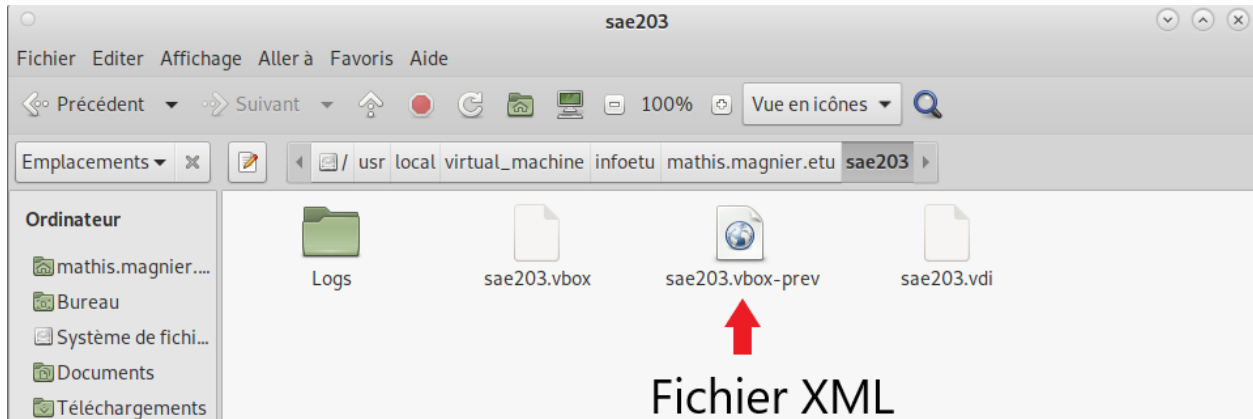 sae203
Fichier Editer Affichage Aller à Favoris Aide
Précédent Suivant 100% Vue en icônes
Emplacements / usr local virtual_machine infoetu mathis.magnier.etu sae203
Ordinateur
mathis.magnier....
Bureau
Système de fichi...
Documents
Téléchargements
Logs sae203.vbox sae203.vbox-prev sae203.vdi
Fichier XML